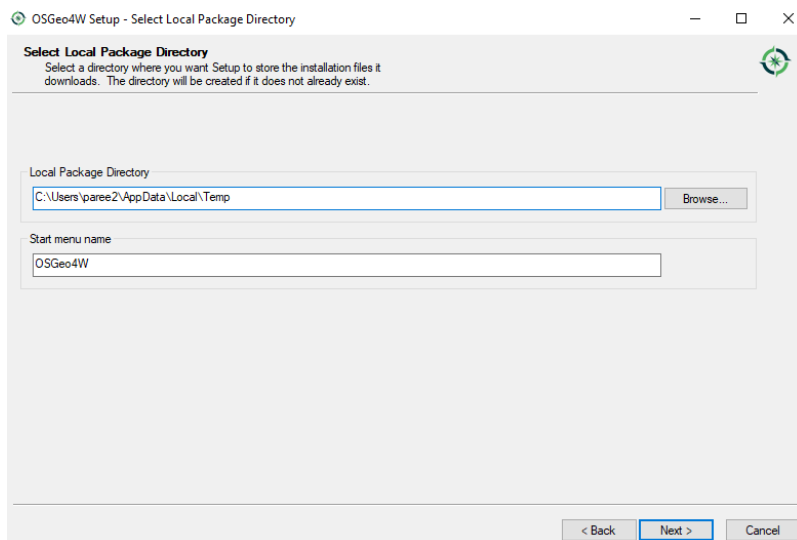 OSGeo4W Setup - Select Local Package Directory
Select Local Package Directory
Select a directory where you want Setup to store the installation files it
downloads. The directory will be created if it does not already exist.
Local Package Directory
C:\Users\paree2\AppData\Local\Temp
Browse...
Start menu name
OSGeo4W
< Back
Next >
Cancel